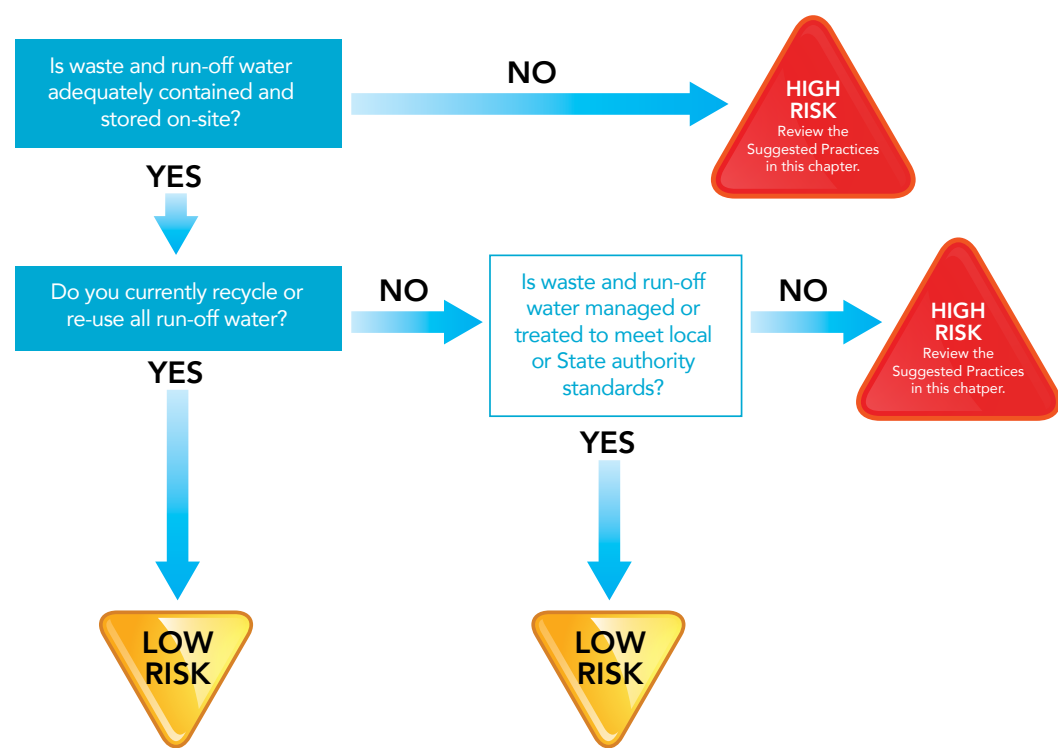 Is waste and run-off water
adequately contained and
stored on-site?
NO
HIGH
RISK
Review the
Suggested Practices
in this chapter.
YES
Do you currently recycle or
re-use all run-off water?
NO
Is waste and run-off
water managed or
treated to meet local
or State authority
standards?
NO
HIGH
RISK
Review the
Suggested Practices
in this chatper.
YES
YES
LOW
RISK
LOW
RISK